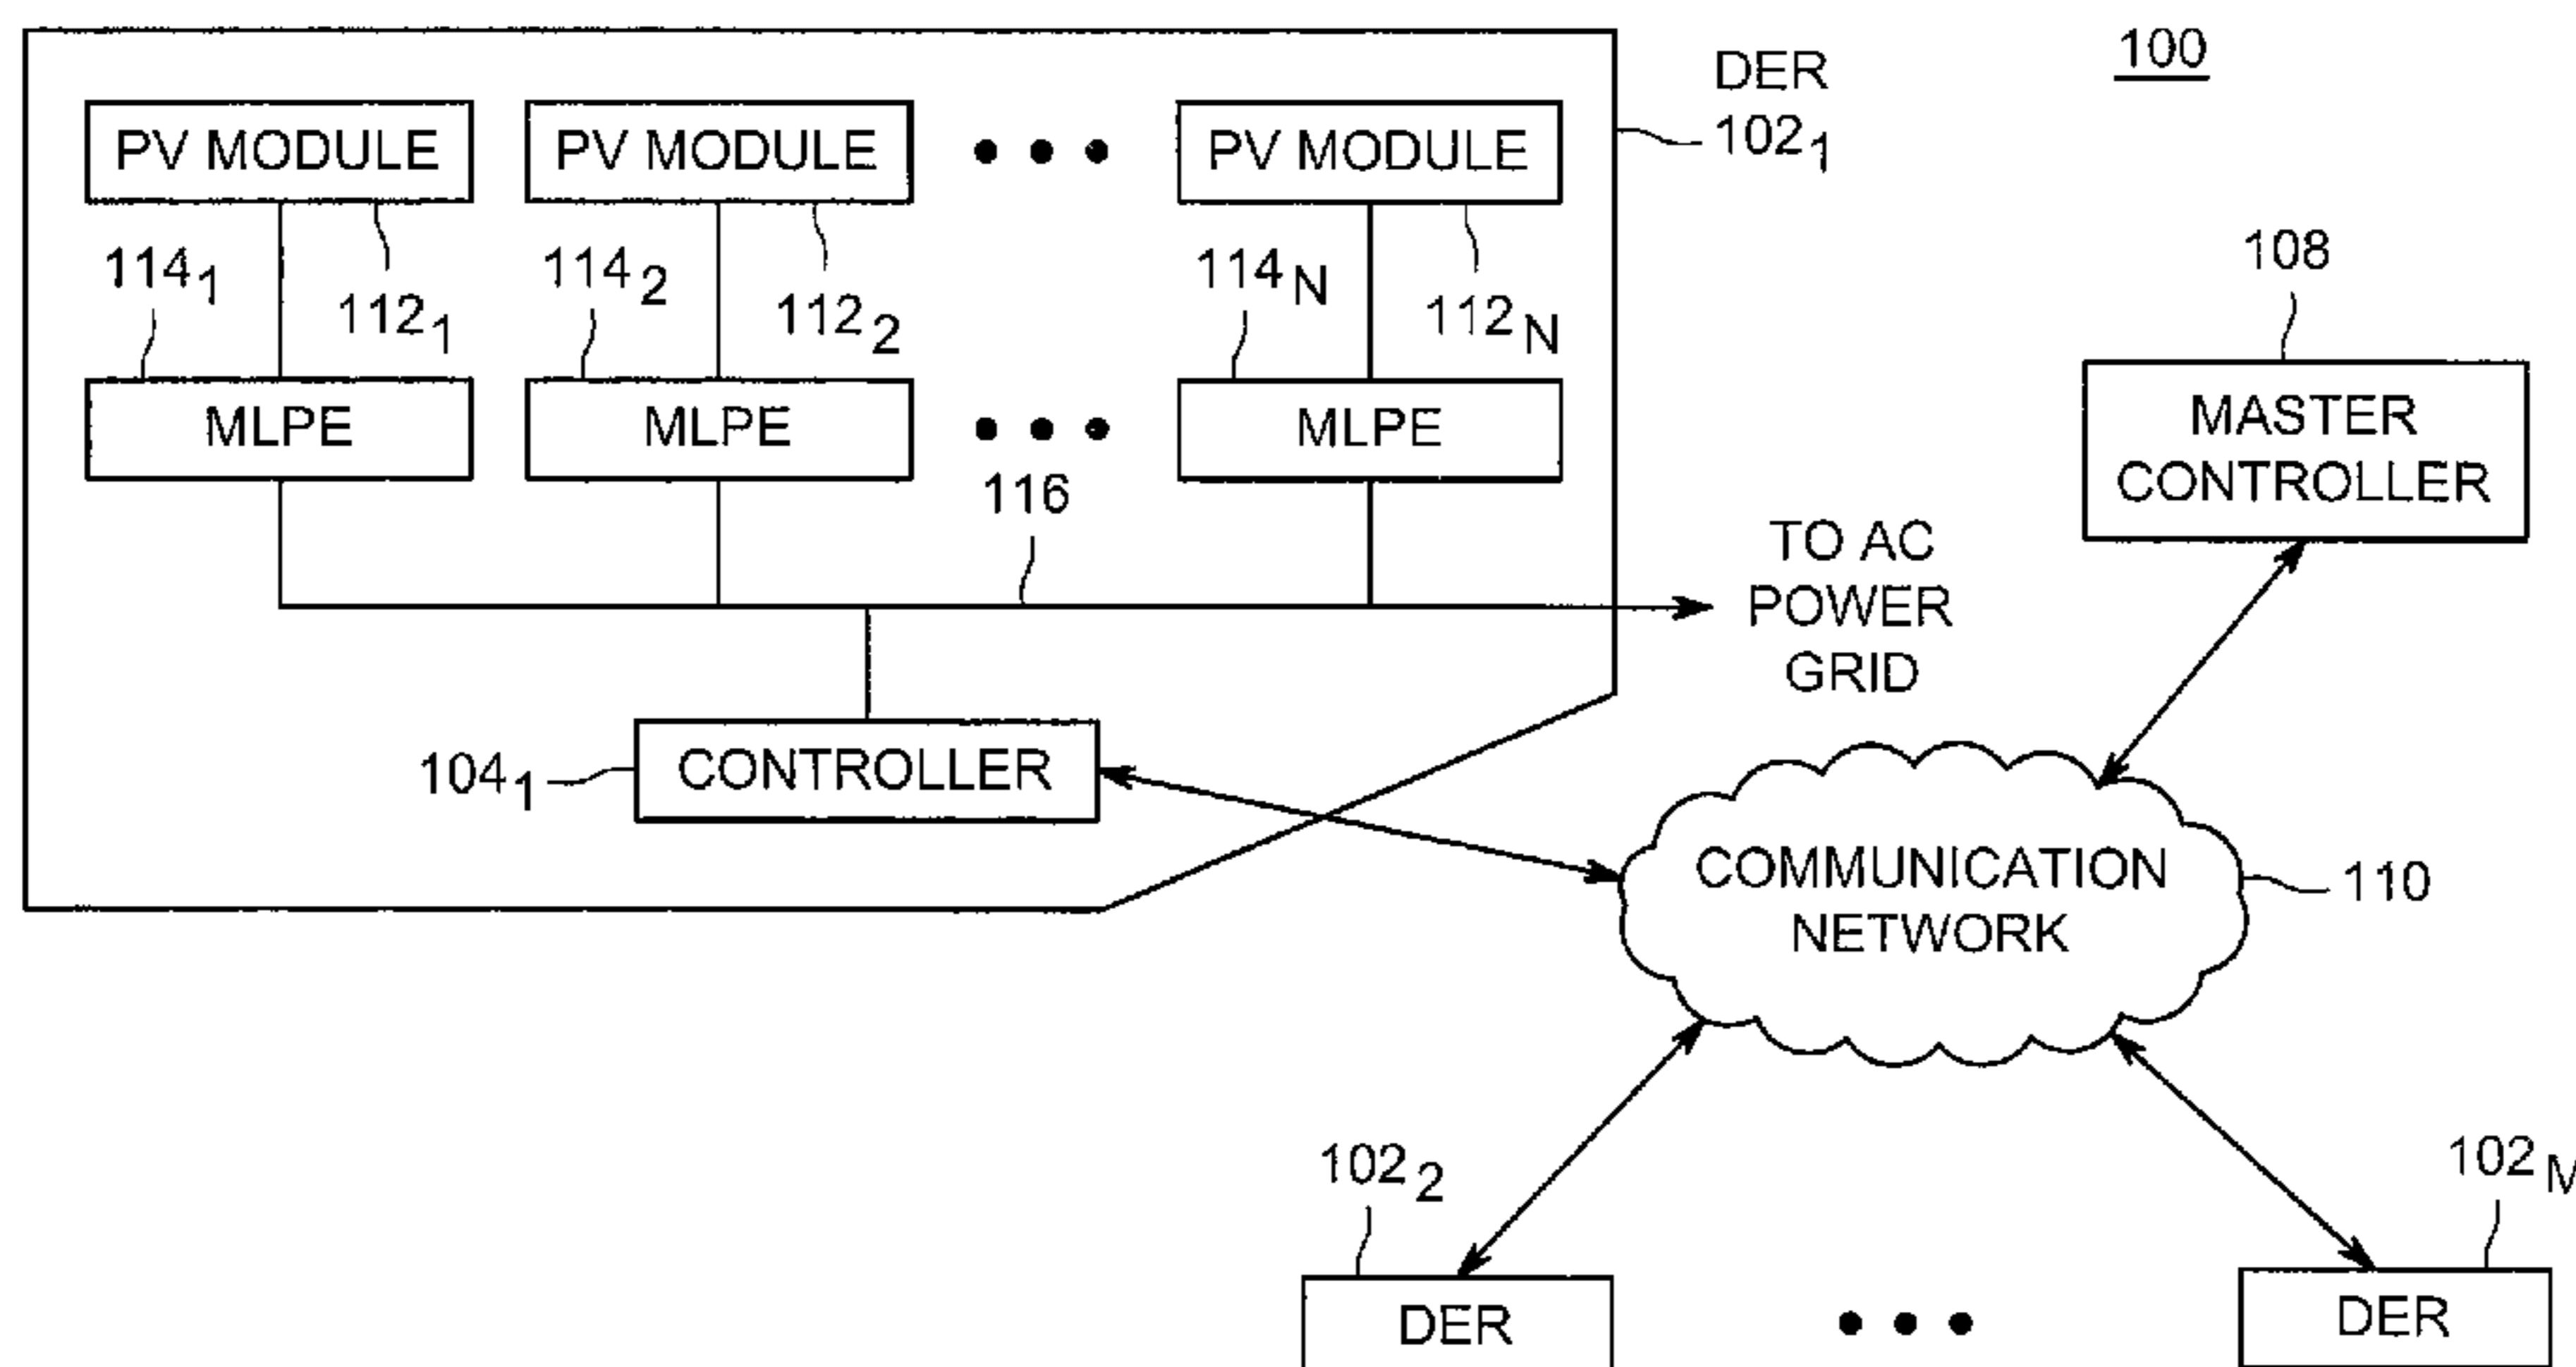 100
DER
102₁
PV MODULE
PV MODULE
PV MODULE
114₁
112₁
114₂
112₂
114N
112N
108
MLPE
MLPE
MLPE
MASTER
CONTROLLER
116
TO AC
POWER
GRID
104₁
CONTROLLER
COMMUNICATION
NETWORK
110
102₂
102M
DER
DER